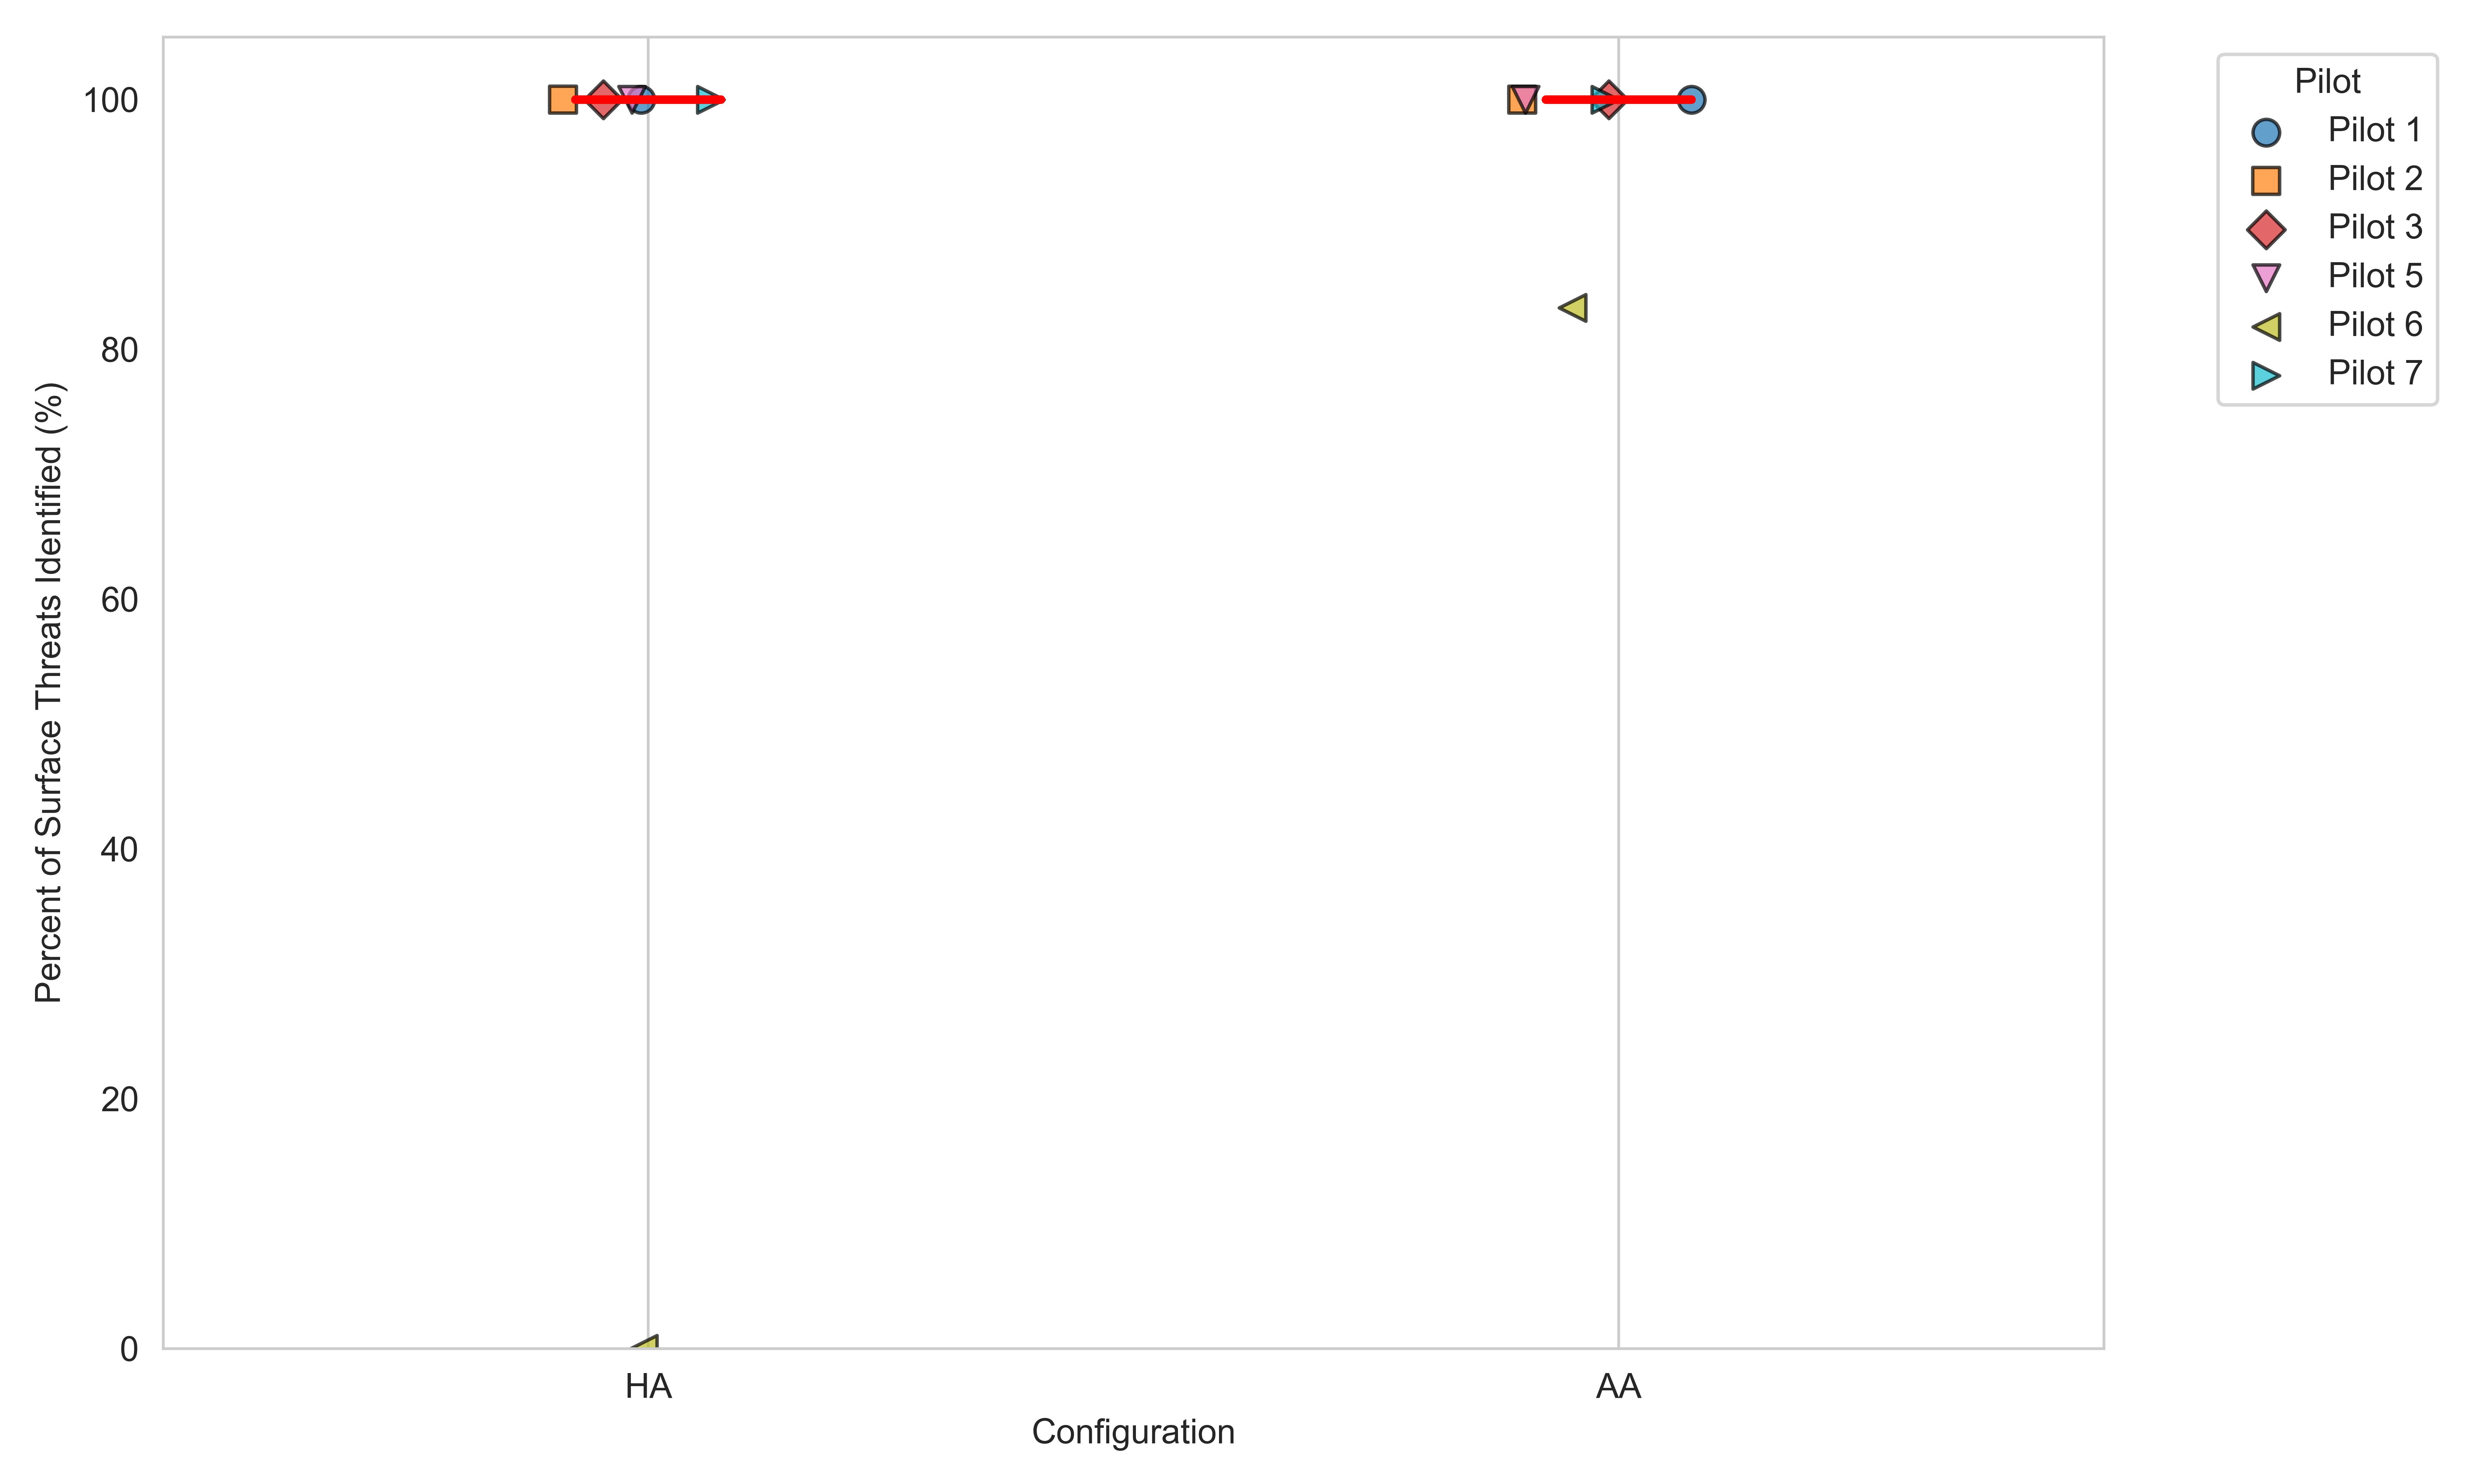 Percent of Surface Threats Identified (%)
100
80
60
40
20
0
HA
AA
Configuration
Pilot
Pilot 1
Pilot 2
Pilot 3
Pilot 5
Pilot 6
Pilot 7